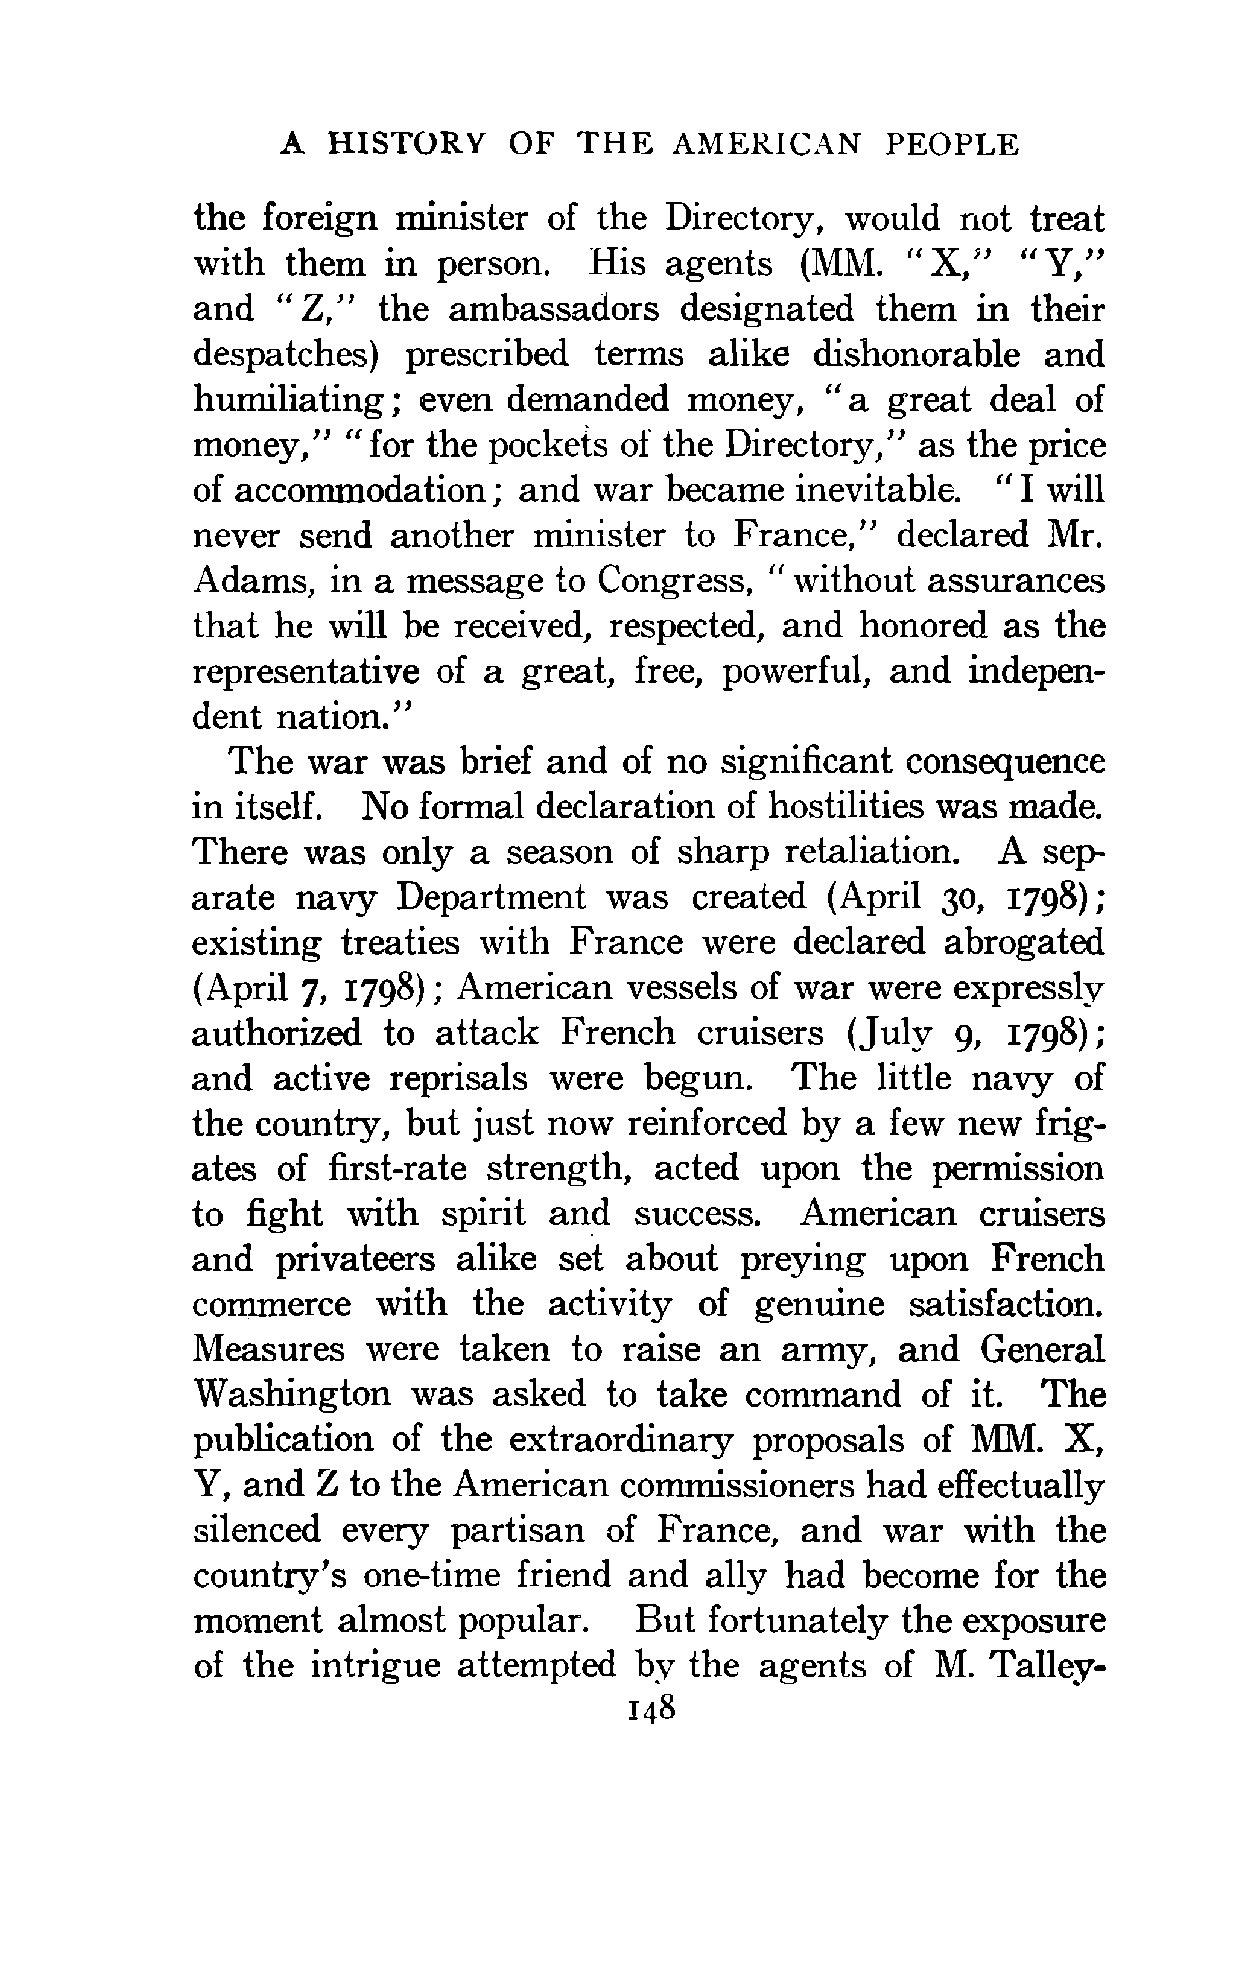 A HISTORY OF THE AMERICAN PEOPLE
the foreign minister of the Directory, would not treat
with them in person. His agents (MM. "X," "Y,"
and "Z," the ambassadors designated them in their
despatches) prescribed terms alike dishonorable and
humiliating; even demanded money, "a great deal of
money," "for the pockets of the Directory," as the price
of accommodation; and war became inevitable. "I will
never send another minister to France," declared Mr.
Adams, in a message to Congress, "without assurances
that he will be received, respected, and honored as the
representative of a great, free, powerful, and indepen-
dent nation."
The war was brief and of no significant consequence
in itself. No formal declaration of hostilities was made.
There was only a season of sharp retaliation. A sep-
arate navy Department was created (April 30, 1798);
existing treaties with France were declared abrogated
(April 7, 1798); American vessels of war were expressly
authorized to attack French cruisers (July 9, 1798);
and active reprisals were begun. The little navy of
the country, but just now reinforced by a few new frig-
ates of first-rate strength, acted upon the permission
to fight with spirit and success. American cruisers
and privateers alike set about preying upon French
commerce with the activity of genuine satisfaction.
Measures were taken to raise an army, and General
Washington was asked to take command of it. The
publication of the extraordinary proposals of MM. X,
Y, and Z to the American commissioners had effectually
silenced every partisan of France, and war with the
country's one-time friend and ally had become for the
moment almost popular. But fortunately the exposure
of the intrigue attempted by the agents of M. Talley-
148